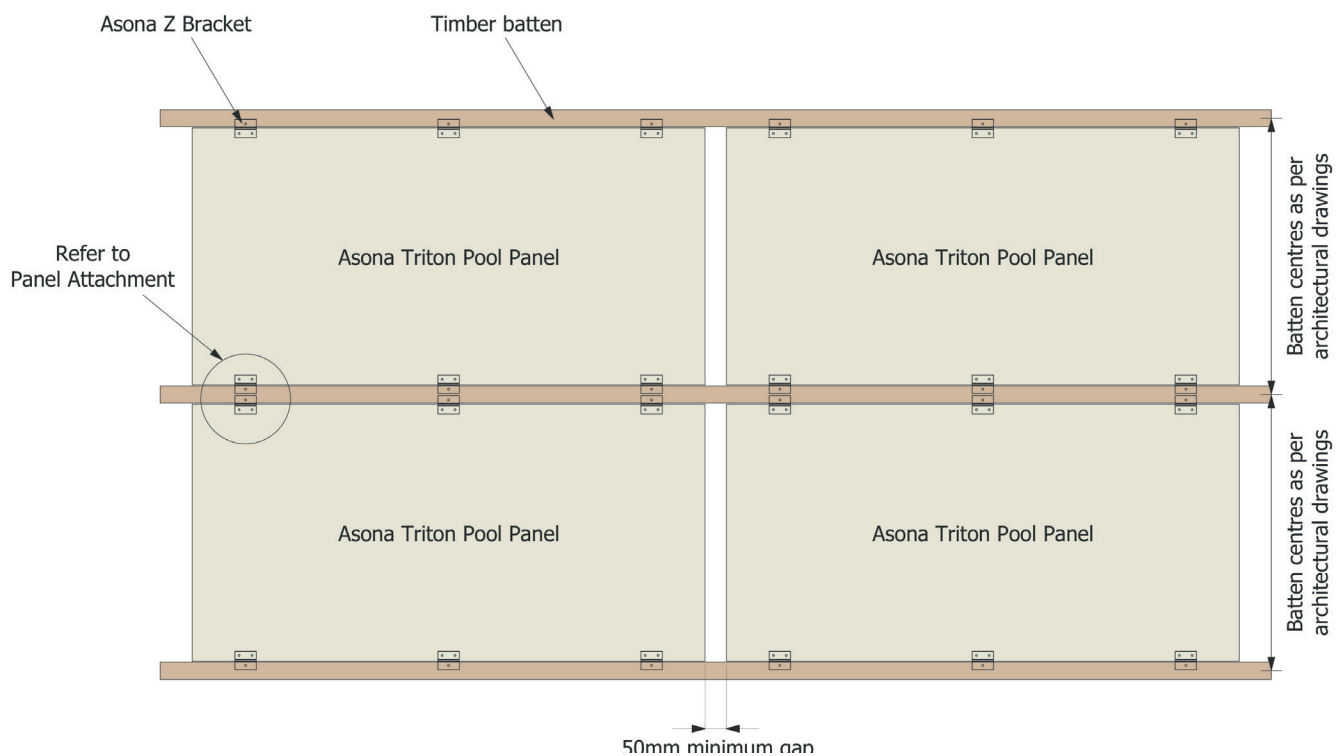 Asona Z Bracket
Timber batten
Refer to
Panel Attachment
Asona Triton Pool Panel
Asona Triton Pool Panel
Batten centres as per
architectural drawings
Asona Triton Pool Panel
Asona Triton Pool Panel
Batten centres as per
architectural drawings
50mm minimum gap